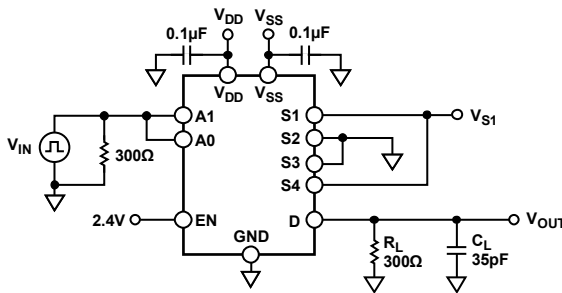 V_DD V_SS
0.1µF 0.1µF
V_DD V_SS
A1 S1 V_S1
A0 S2
V_IN 300Ω S3
S4
2.4V EN D V_OUT
GND
R_L 300Ω C_L 35pF